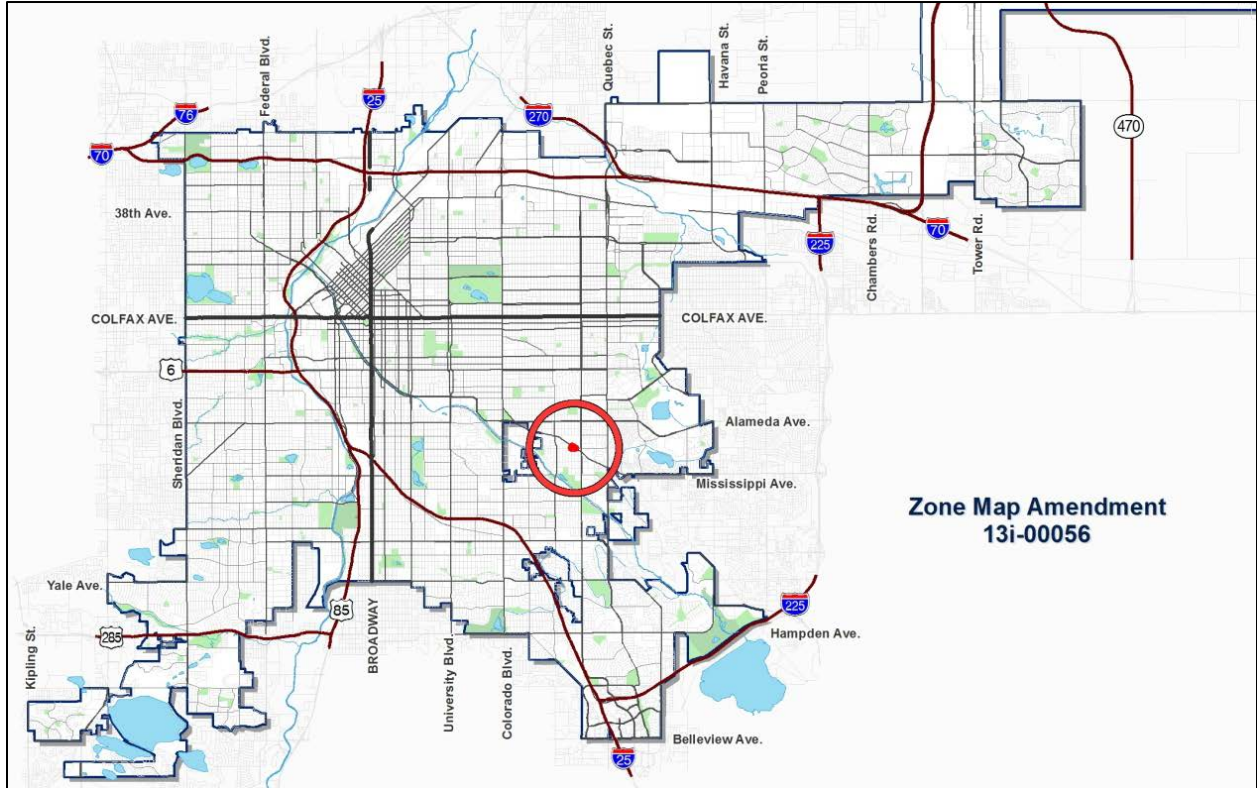 Federal Blvd.
Quebec St.
Havana St.
Peoria St.
76
25
270
470
70
38th Ave.
225
Chambers Rd.
70
Tower Rd.
COLFAX AVE.
COLFAX AVE.
6
Sheridan Blvd.
Alameda Ave.
Mississippi Ave.
Zone Map Amendment
13i-00056
Yale Ave.
85
225
Kipling St.
285
BROADWAY
University Blvd
Colorado Blvd.
Hampden Ave.
Belleview Ave.
25